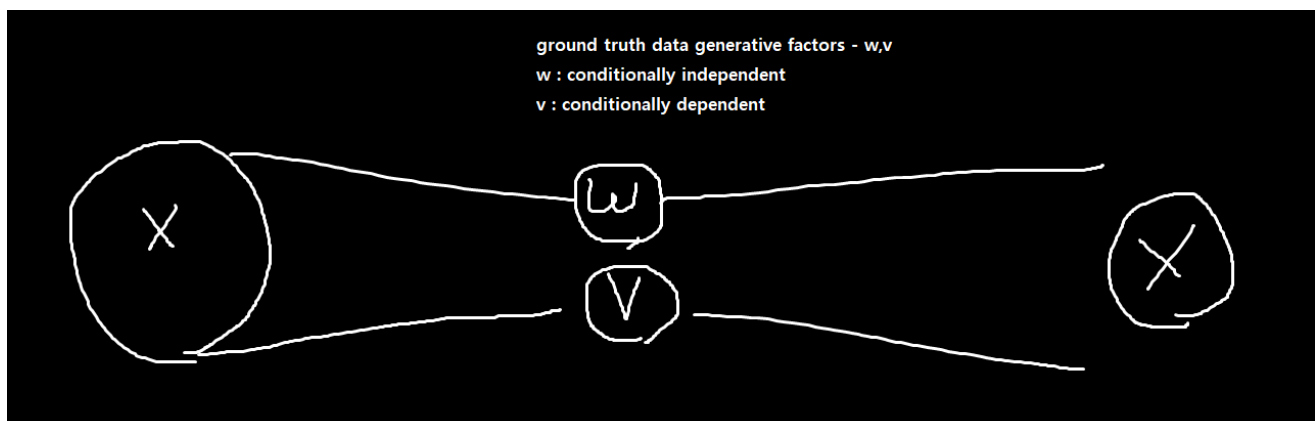 ground truth data generative factors - w,v
w : conditionally independent
v : conditionally dependent
X
W
V
X